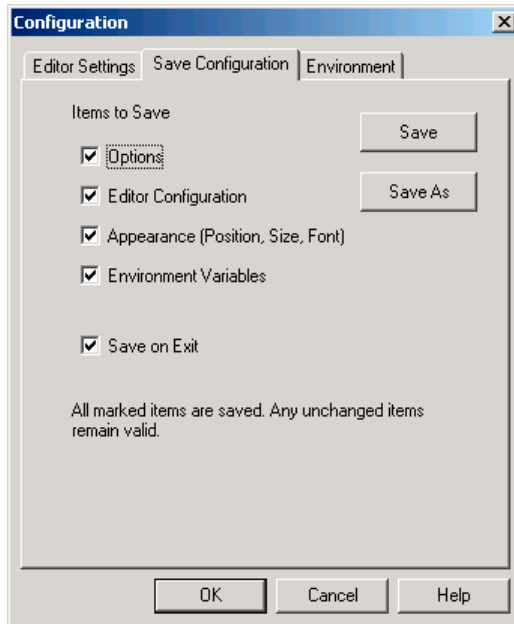 Configuration
Editor Settings Save Configuration Environment
Items to Save
Save
Options
Save As
Editor Configuration
Appearance (Position, Size, Font)
Environment Variables
Save on Exit
All marked items are saved. Any unchanged items
remain valid.
OK Cancel Help